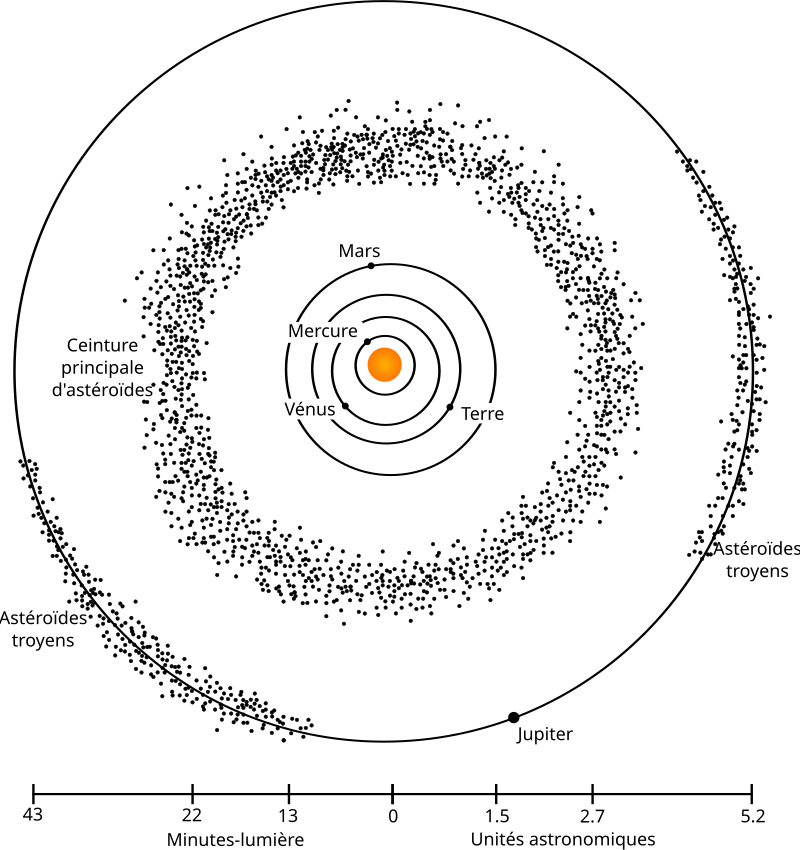 Mars
Mercure
Ceinture
principale
d'astéroïdes
Vénus
Terre
Astéroïdes
troyens
Astéroïdes
troyens
Jupiter
43 22 13 0 1.5 2.7 5.2
Minutes-lumière Unités astronomiques